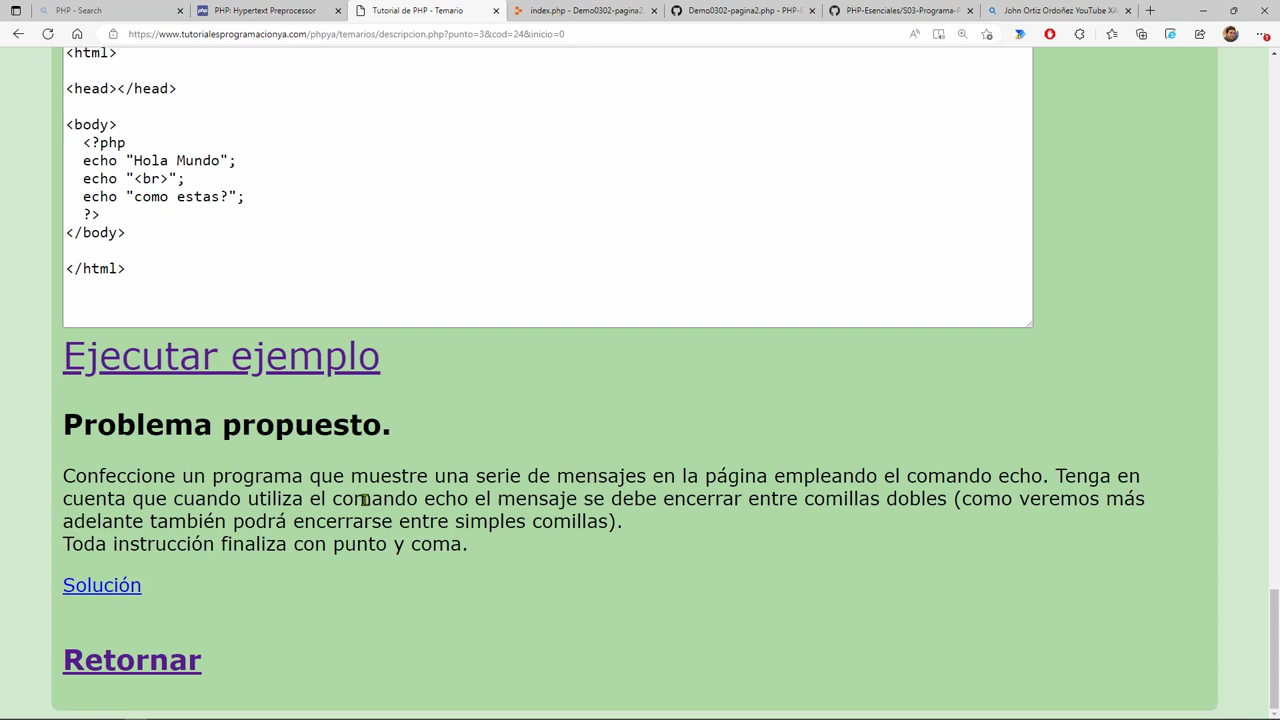 PHP - Search
PHP: Hypertext Preprocessor
Tutorial de PHP - Temario
index.php - Demo0302-pagina2
Demo0302-pagina2.php - PHP-E
PHP-Esenciales/S03-Programa-P
John Ortiz Ordoñez YouTube XA
https://www.tutorialesprogramacionya.com/phpya/temarios/descripcion.php?punto=3&cod=24&inicio=0
<html>
<head></head>
<body>
<?php
echo "Hola Mundo";
echo "<br>";
echo "como estas?";
?>
</body>
</html>
Ejecutar ejemplo
Problema propuesto.
Confeccione un programa que muestre una serie de mensajes en la página empleando el comando echo. Tenga en
cuenta que cuando utiliza el comando echo el mensaje se debe encerrar entre comillas dobles (como veremos más
adelante también podrá encerrarse entre simples comillas).
Toda instrucción finaliza con punto y coma.
Solución
Retornar